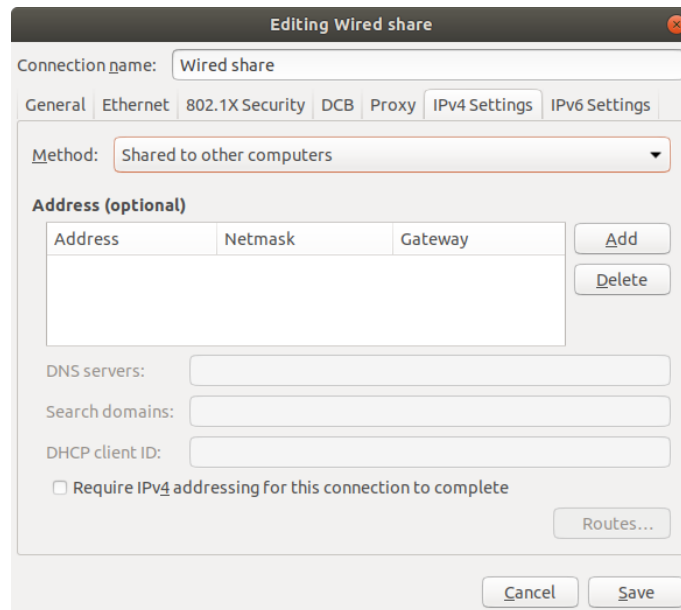 Editing Wired share
Connection name: Wired share
General Ethernet 802.1X Security DCB Proxy IPv4 Settings IPv6 Settings
Method: Shared to other computers
Address (optional)
Address Netmask Gateway Add
Delete
DNS servers:
Search domains:
DHCP client ID:
Require IPv4 addressing for this connection to complete
Routes...
Cancel Save